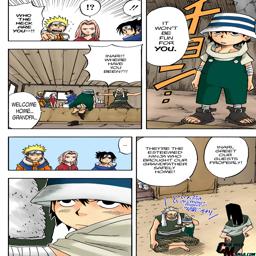 WHO
THE HECK
ARE YOU?!
!?
INARI!!
WHERE
HAVE YOU
BEEN?!!
WELCOME
HOME...
GRANDPA.
IT
WON'T
BE FUN
FOR
YOU.
THEY'RE THE
ESTEEMED
NINJA WHO
BROUGHT OUR
GRANDFATHER
SAFELY
HOME!
INARI,
GREET
OUR
GUESTS
PROPERLY!